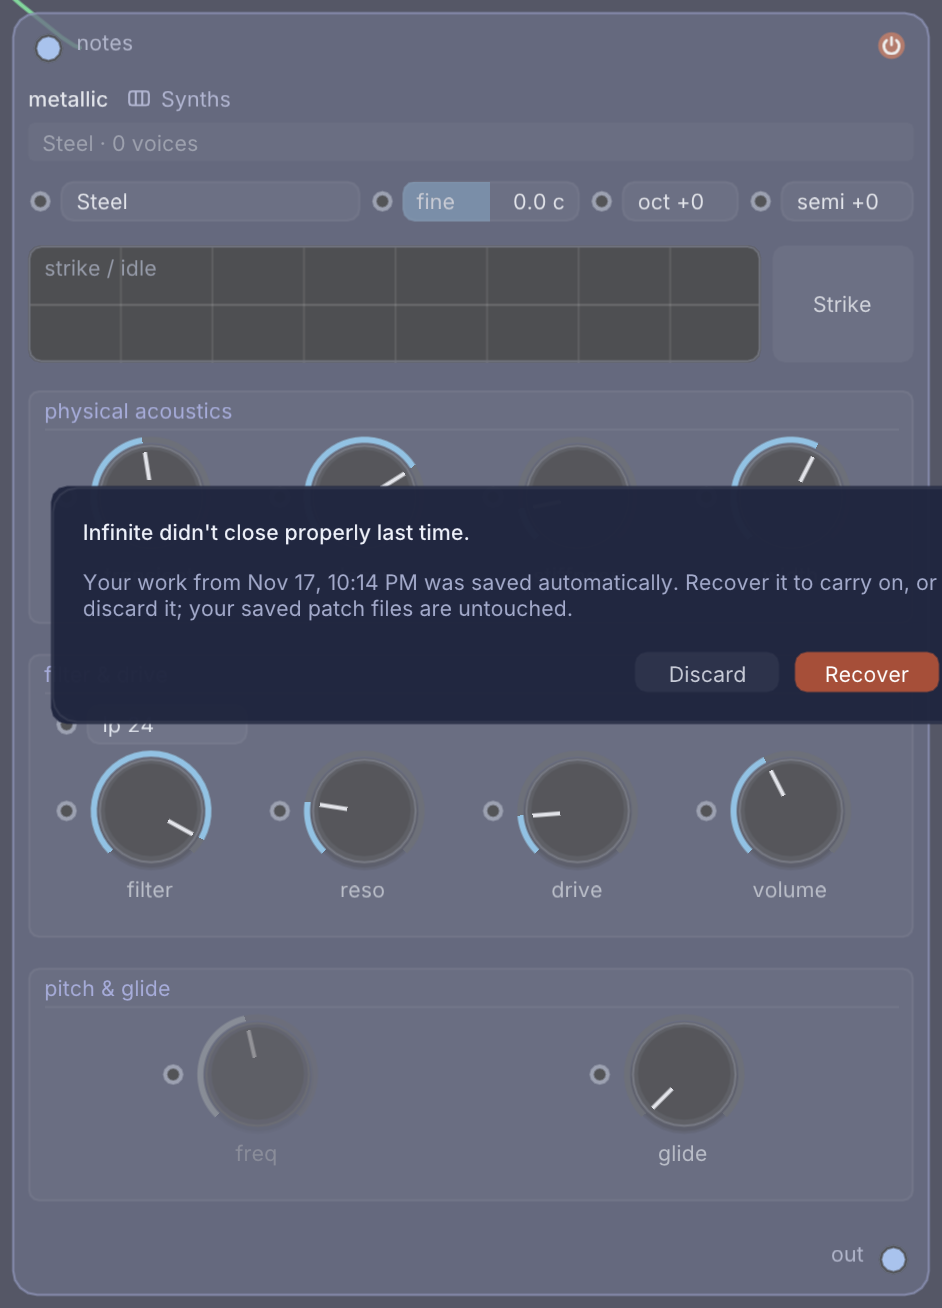 notes
metallic Synths
Steel · 0 voices
Steel fine 0.0 c oct +0 semi +0
strike / idle
Strike
physical acoustics
Infinite didn't close properly last time.
Your work from Nov 17, 10:14 PM was saved automatically. Recover it to carry on, or
discard it; your saved patch files are untouched.
Discard Recover
lp 24
filter reso drive volume
pitch & glide
freq glide
out